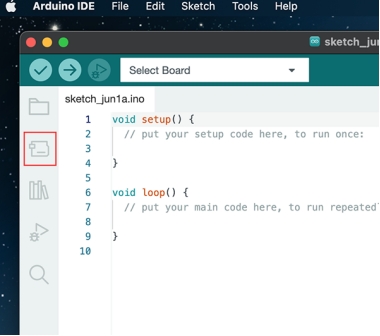 Arduino IDE File Edit Sketch Tools Help
sketch_jun
Select Board
sketch_jun1a.ino
1 void setup() {
2 // put your setup code here, to run once:
3
4 }
5
6 void loop() {
7 // put your main code here, to run repeatedl
8
9 }
10